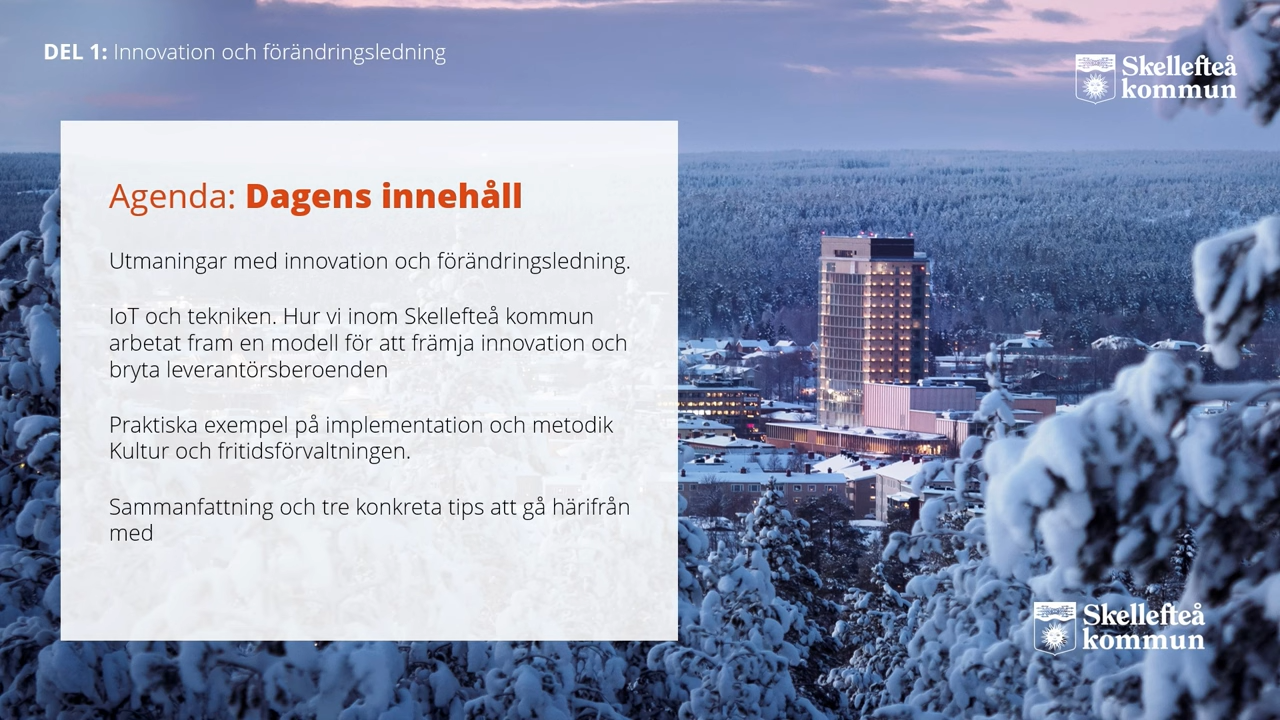 DEL 1: Innovation och förändringsledning
Skellefteå
kommun
Agenda: Dagens innehåll
Utmaningar med innovation och förändringsledning.
IoT och tekniken. Hur vi inom Skellefteå kommun
arbetat fram en modell för att främja innovation och
bryta leverantörsberoenden
Praktiska exempel på implementation och metodik
Kultur och fritidsförvaltningen.
Sammanfattning och tre konkreta tips att gå härifrån
med
Skellefteå
kommun